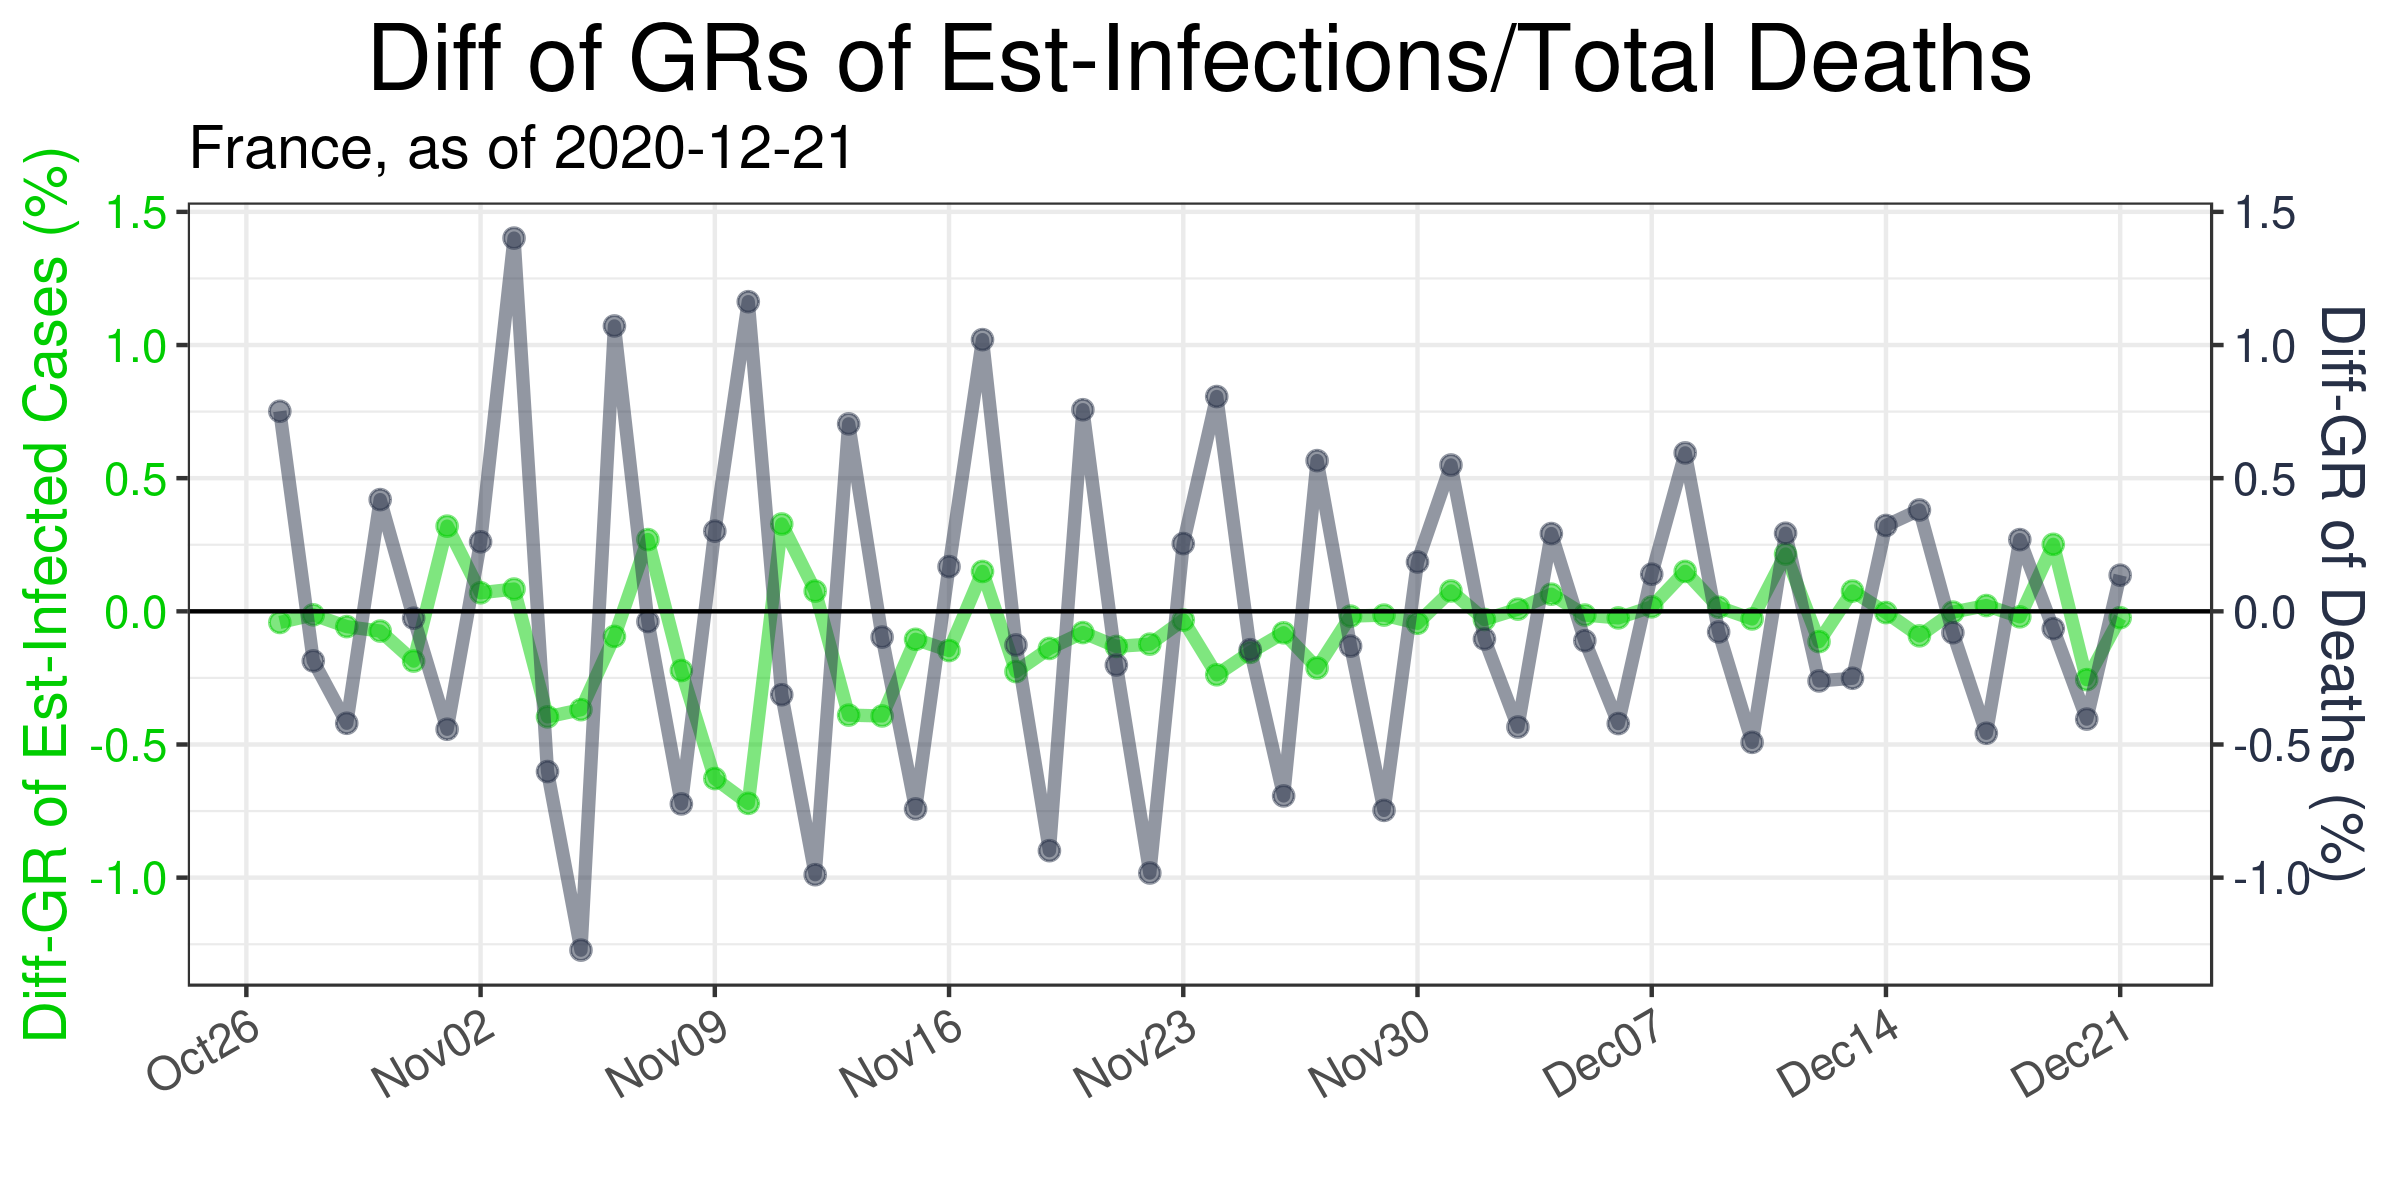 Diff of GRs of Est-Infections/Total Deaths
France, as of 2020-12-21
Diff-GR of Est-Infected Cases (%)
1.5
1.0
0.5
0.0
-0.5
-1.0
1.5
1.0
0.5
0.0
-0.5
-1.0
Diff-GR of Deaths (%)
Oct26
Nov02
Nov09
Nov16
Nov23
Nov30
Dec07
Dec14
Dec21